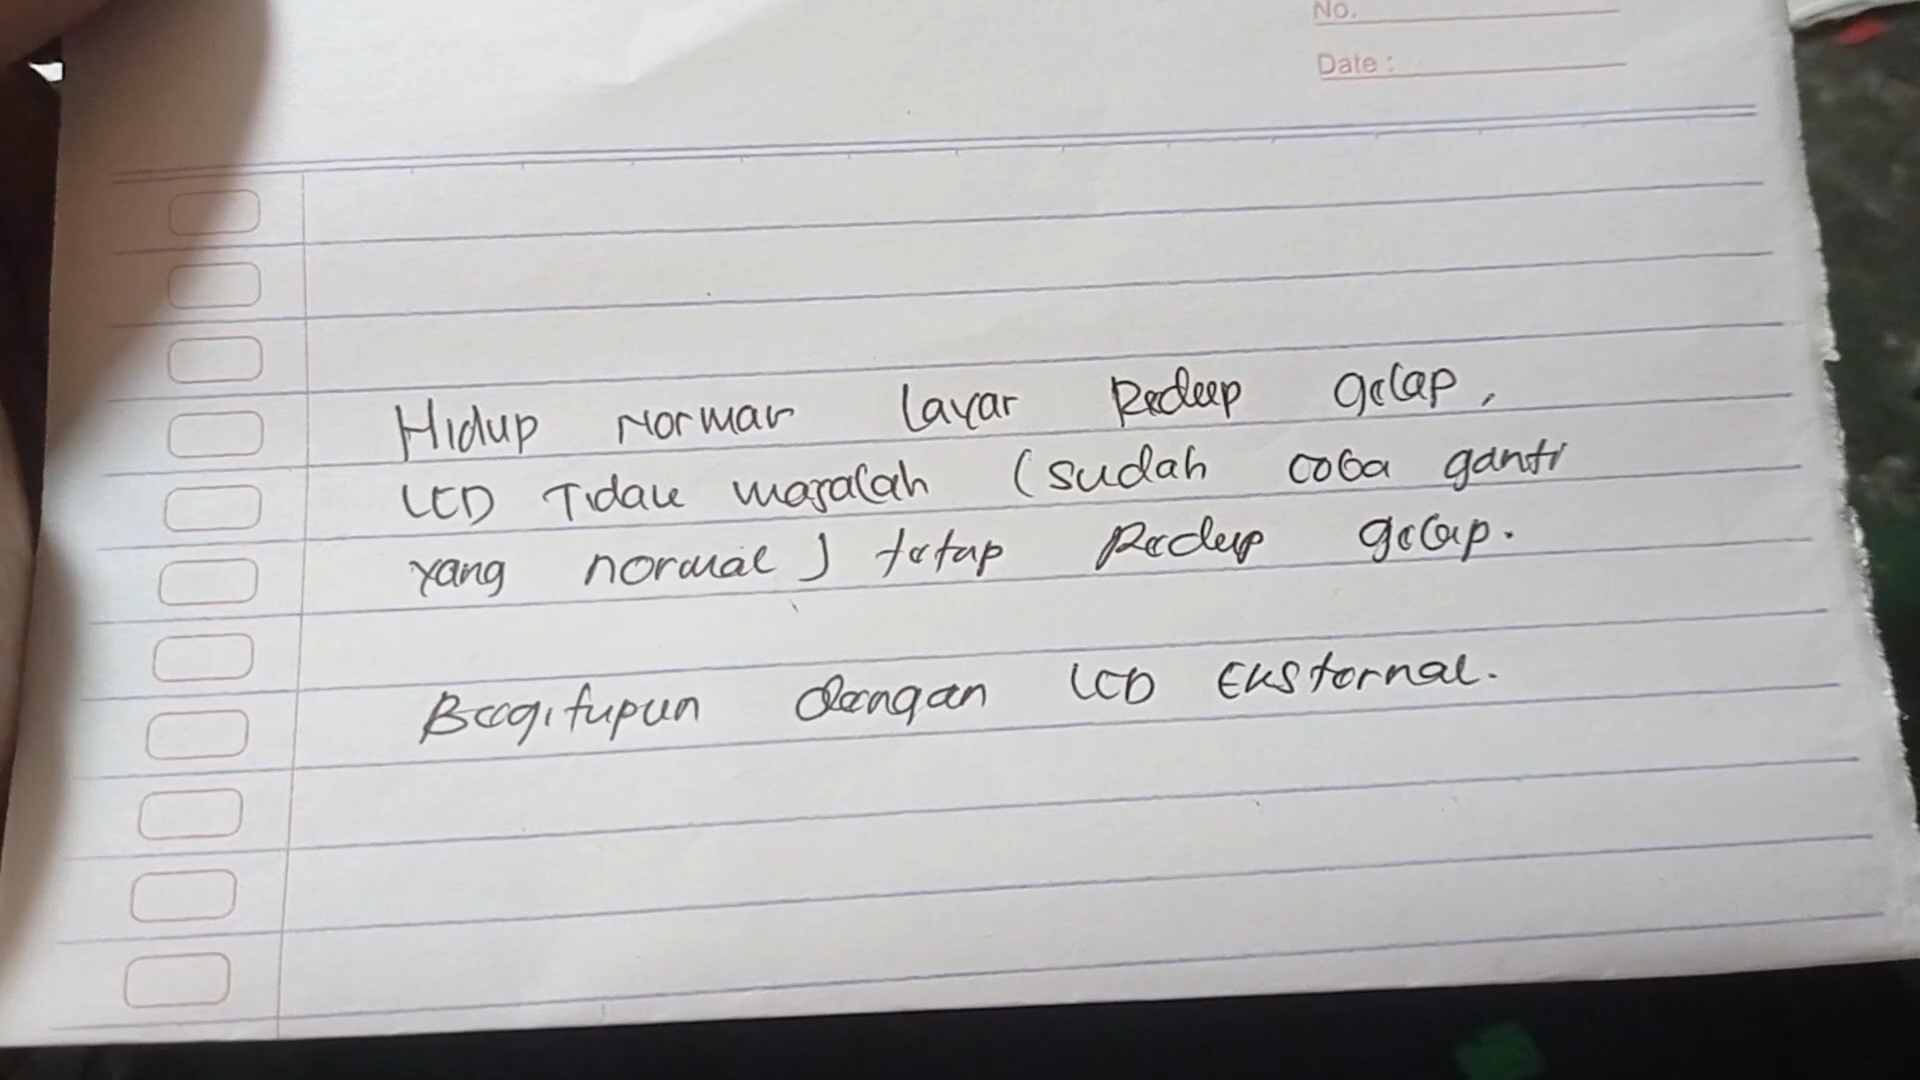 No.
Date :
Hidup Normal layar Redup gelap,
LCD Tidak masalah (sudah coba ganti
yang normal) tetap Redup gelap.
Begitupun dengan LCD Eksternal.